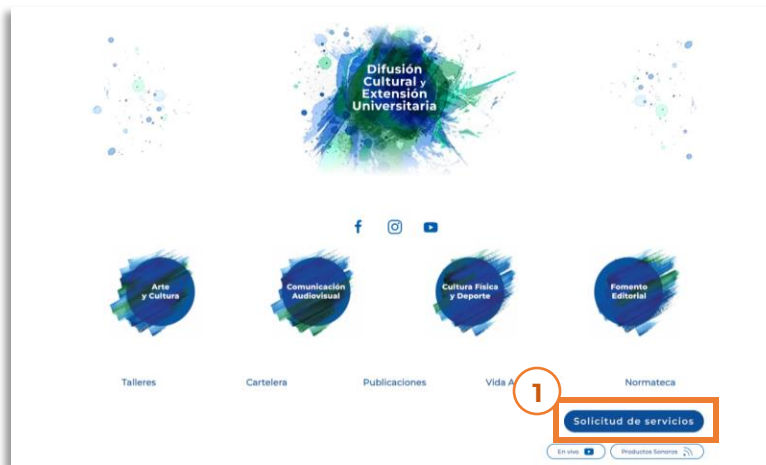 Difusión
Cultural y
Extensión
Universitaria
Arte
y Cultura
Comunicación
Audiovisual
Cultura Física
y Deporte
Fomento
Editorial
Talleres
Cartelera
Publicaciones
Vida A
Normateca
1
Solicitud de servicios
En vivo
Productos Sonoros